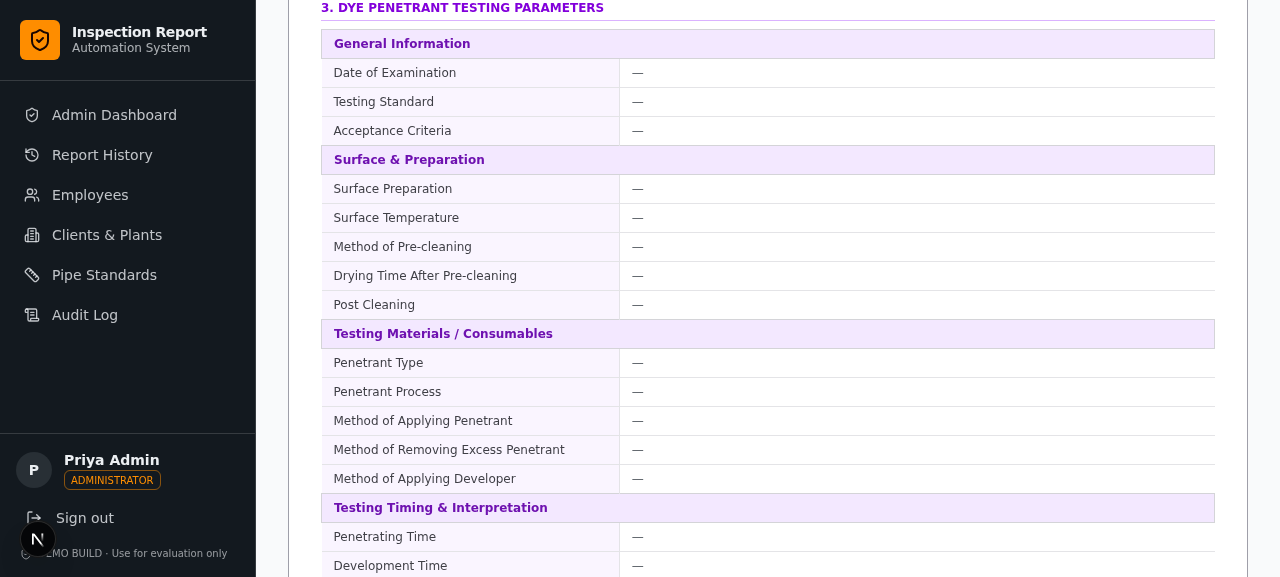 Inspection Report
Automation System
Admin Dashboard
Report History
Employees
Clients & Plants
Pipe Standards
Audit Log
P
Priya Admin
ADMINISTRATOR
Sign out
N
EMO BUILD · Use for evaluation only
3. DYE PENETRANT TESTING PARAMETERS
General Information
Date of Examination —
Testing Standard —
Acceptance Criteria —
Surface & Preparation
Surface Preparation —
Surface Temperature —
Method of Pre-cleaning —
Drying Time After Pre-cleaning —
Post Cleaning —
Testing Materials / Consumables
Penetrant Type —
Penetrant Process —
Method of Applying Penetrant —
Method of Removing Excess Penetrant —
Method of Applying Developer —
Testing Timing & Interpretation
Penetrating Time —
Development Time —